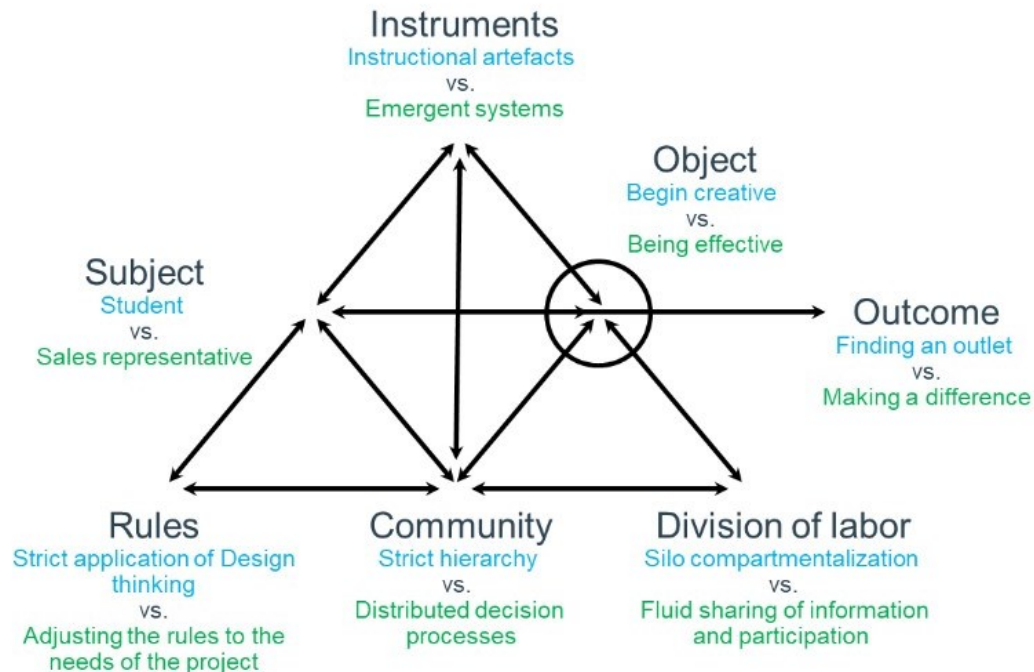 Instruments
Instructional artefacts
vs.
Emergent systems
Object
Begin creative
vs.
Being effective
Subject
Student
vs.
Sales representative
Outcome
Finding an outlet
vs.
Making a difference
Rules
Strict application of Design
thinking
vs.
Adjusting the rules to the
needs of the project
Community
Strict hierarchy
vs.
Distributed decision
processes
Division of labor
Silo compartmentalization
vs.
Fluid sharing of information
and participation